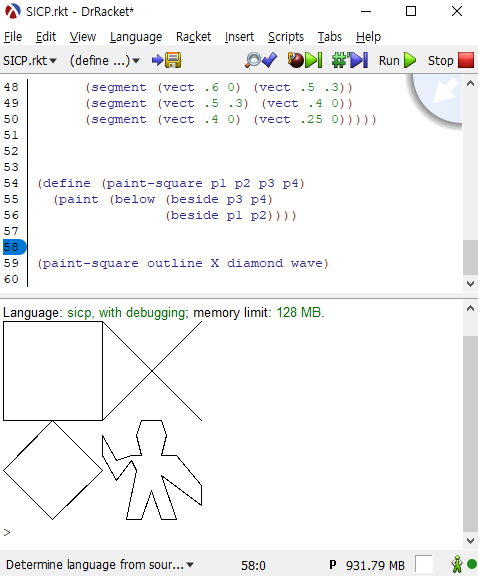 SICP.rkt - DrRacket*
File Edit View Language Racket Insert Scripts Tabs Help
SICP.rkt (define ...) Run Stop
48 (segment (vect .6 0) (vect .5 .3))
49 (segment (vect .5 .3) (vect .4 0))
50 (segment (vect .4 0) (vect .25 0)))))
51
52
53
54 (define (paint-square p1 p2 p3 p4)
55 (paint (below (beside p3 p4)
56 (beside p1 p2))))
57
58
59 (paint-square outline X diamond wave)
60
Language: sicp, with debugging; memory limit: 128 MB.
>
Determine language from sour... 58:0 P 931.79 MB